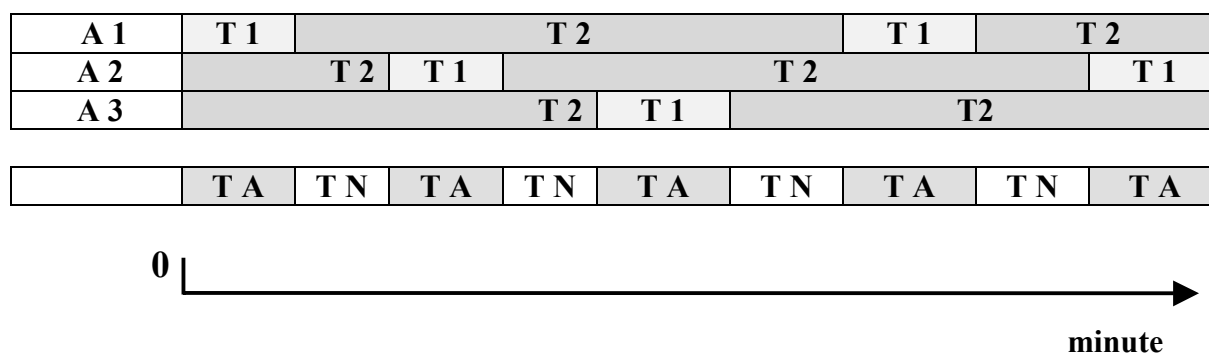 A 1 T 1 T 2 T 1 T 2
A 2 T 2 T 1 T 2 T 1
A 3 T 2 T 1 T2
T A T N T A T N T A T N T A T N T A
0
minute